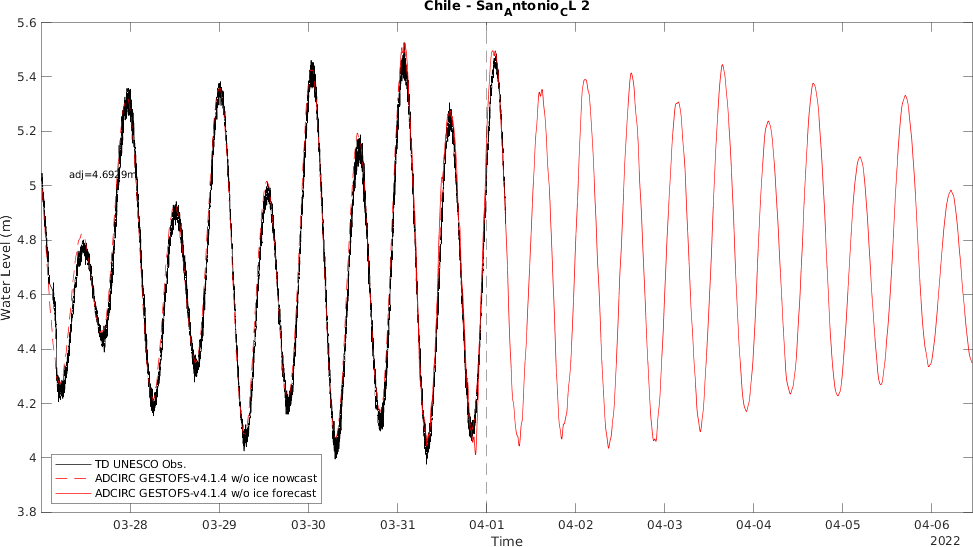 Chile - San_Antonio_CL 2
5.6
5.4
5.2
5
4.8
4.6
4.4
4.2
4
3.8
Water Level (m)
adj=4.6929m
TD UNESCO Obs.
ADCIRC GESTOFS-v4.1.4 w/o ice nowcast
ADCIRC GESTOFS-v4.1.4 w/o ice forecast
03-28 03-29 03-30 03-31 04-01 04-02 04-03 04-04 04-05 04-06
Time 2022